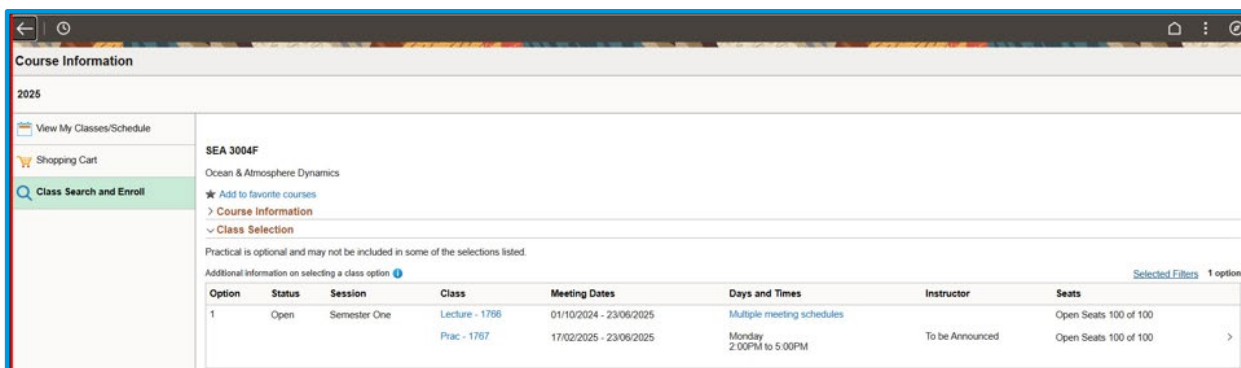 Course Information
2025
View My Classes/Schedule
Shopping Cart
Class Search and Enroll
SEA 3004F
Ocean & Atmosphere Dynamics
Add to favorite courses
Course Information
Class Selection
Practical is optional and may not be included in some of the selections listed.
Additional information on selecting a class option
Selected Filters 1 option
Option Status Session Class Meeting Dates Days and Times Instructor Seats
1 Open Semester One Lecture - 1766 01/10/2024 - 23/06/2025 Multiple meeting schedules Open Seats 100 of 100
Prac - 1767 17/02/2025 - 23/06/2025 Monday To be Announced Open Seats 100 of 100
2:00PM to 5:00PM